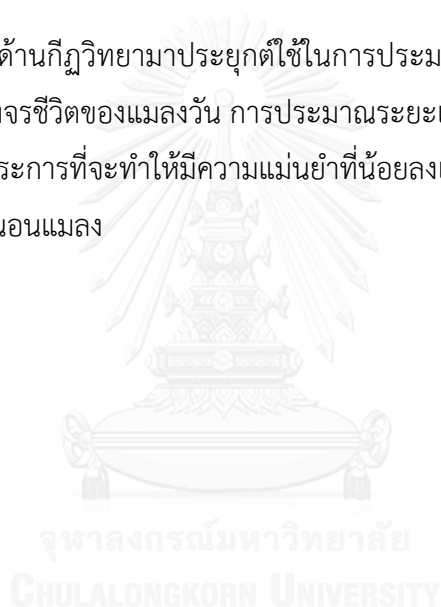 ด้านกีฏวิทยามาประยุกต์ใช้ในการประม
จรชีวิตของแมลงวัน การประมาณระยะเ
ระการที่จะทำให้มีความแม่นยำที่น้อยลงเ
นอนแมลง
จุฬาลงกรณ์มหาวิทยาลัย
CHULALONGKORN UNIVERSITY